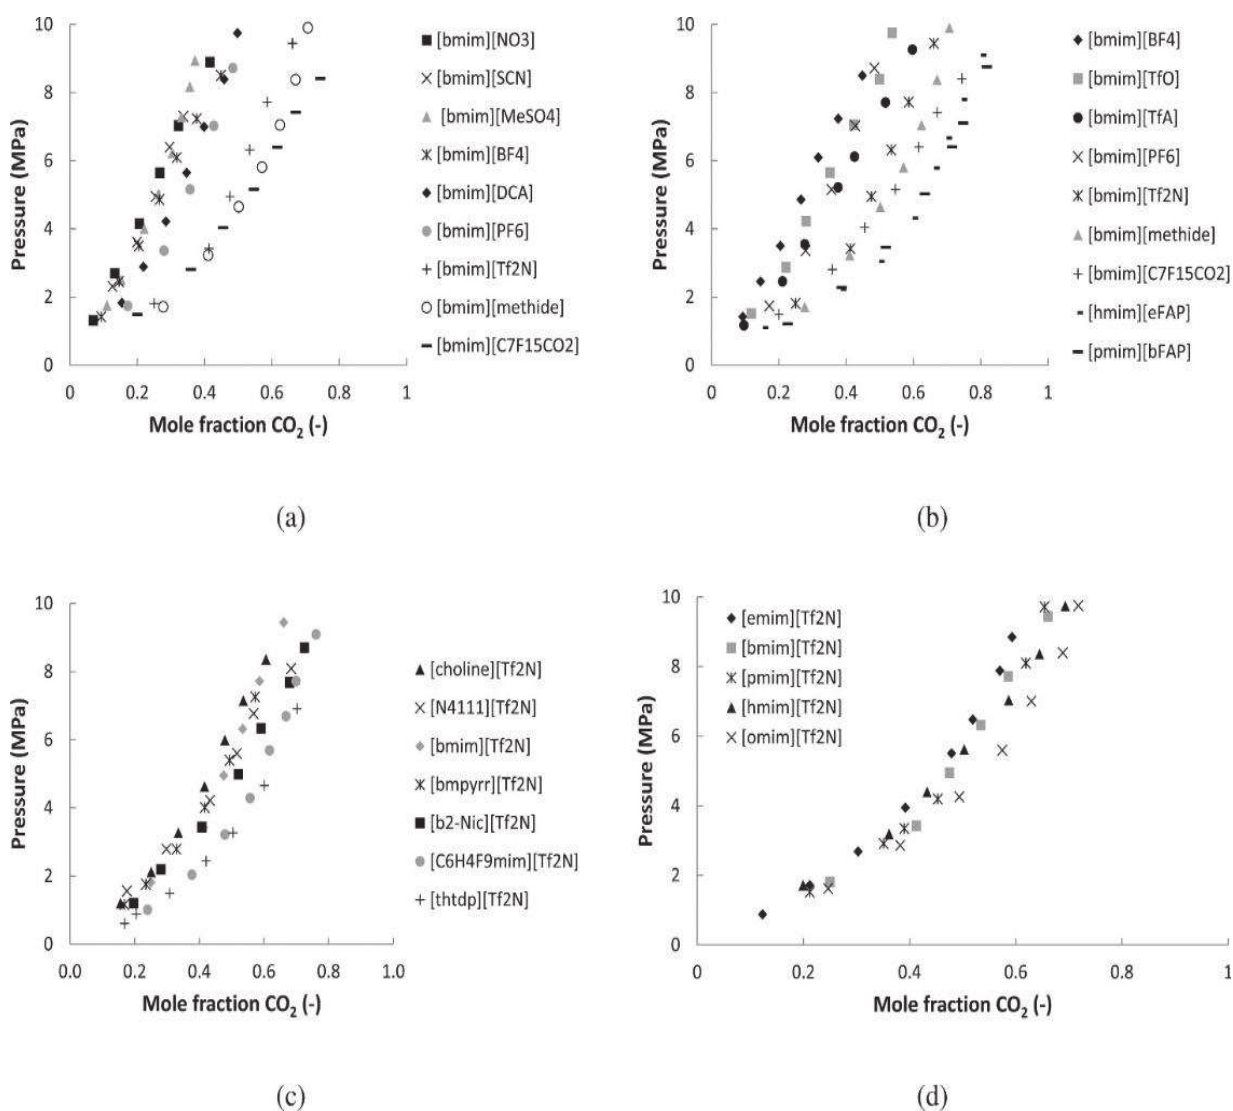 10
8
6
4
2
0
Pressure (MPa)
0 0.2 0.4 0.6 0.8 1
Mole fraction CO2 (-)
[bmim][NO3]
[bmim][SCN]
[bmim][MeSO4]
[bmim][BF4]
[bmim][DCA]
[bmim][PF6]
[bmim][Tf2N]
[bmim][methide]
[bmim][C7F15CO2]
(a)
10
8
6
4
2
0
Pressure (MPa)
0 0.2 0.4 0.6 0.8 1
Mole fraction CO2 (-)
[bmim][BF4]
[bmim][TfO]
[bmim][TfA]
[bmim][PF6]
[bmim][Tf2N]
[bmim][methide]
[bmim][C7F15CO2]
[hmim][eFAP]
[pmim][bFAP]
(b)
10
8
6
4
2
0
Pressure (MPa)
0.0 0.2 0.4 0.6 0.8 1.0
Mole fraction CO2 (-)
[choline][Tf2N]
[N4111][Tf2N]
[bmim][Tf2N]
[bmpyrr][Tf2N]
[b2-Nic][Tf2N]
[C6H4F9mim][Tf2N]
[thtdp][Tf2N]
(c)
10
8
6
4
2
0
Pressure (MPa)
0 0.2 0.4 0.6 0.8 1
Mole fraction CO2 (-)
[emim][Tf2N]
[bmim][Tf2N]
[pmim][Tf2N]
[hmim][Tf2N]
[omim][Tf2N]
(d)